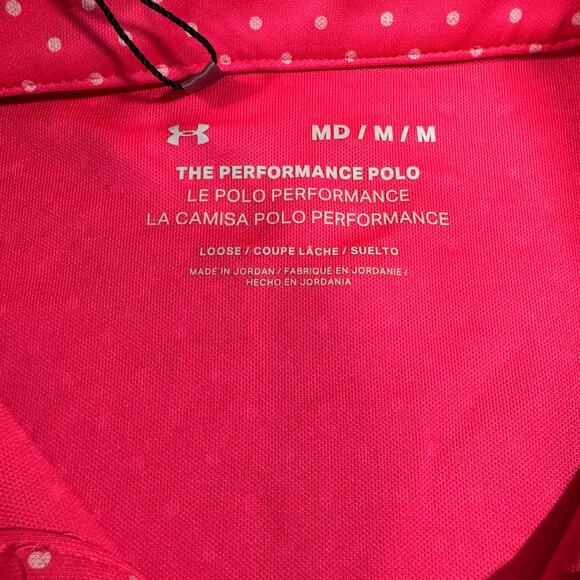 MD / M / M
THE PERFORMANCE POLO
LE POLO PERFORMANCE
LA CAMISA POLO PERFORMANCE
LOOSE / COUPE LÂCHE / SUELTO
MADE IN JORDAN / FABRIQUÉ EN JORDANIE /
HECHO EN JORDANIA